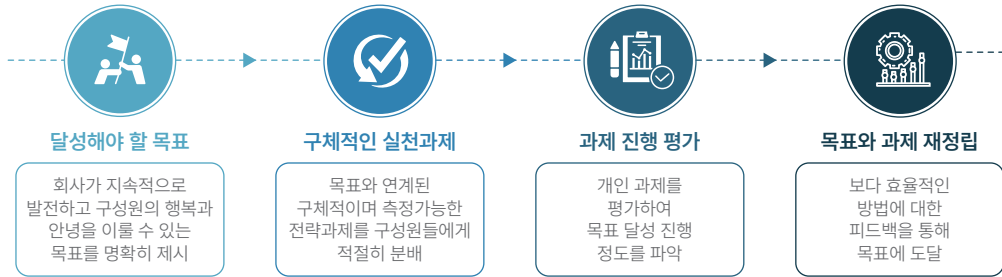 달성해야 할 목표
회사가 지속적으로
발전하고 구성원의 행복과
안녕을 이룰 수 있는
목표를 명확히 제시
구체적인 실천과제
목표와 연계된
구체적이며 측정가능한
전략과제를 구성원들에게
적절히 분배
과제 진행 평가
개인 과제를
평가하여
목표 달성 진행
정도를 파악
목표와 과제 재정립
보다 효율적인
방법에 대한
피드백을 통해
목표에 도달